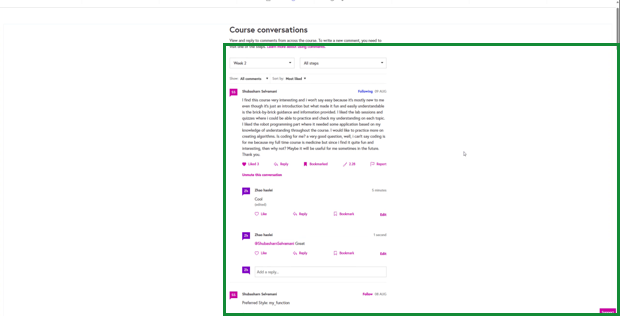 Course conversations
View and reply to comments from across the course. To write a new comment, you need to
visit one of the steps. Learn more about using comments.
Week 2
All steps
Show All comments Sort by Most liked
Shubashern Selvamani Following
I find this course very interesting and I won't say easy because it's mostly new to me
even though it's just an introduction but what made it fun and easily understandable
is the brick-by-brick guidance and information provided. I liked the lab sessions and
quizzes where I could be able to practice and check my understanding on each topic.
I liked the robot programming part where it needed some application based on my
knowledge of understanding throughout the course. I would like to practice more on
creating algorithms. Is coding for me? a very good question, well, I can't say coding is
for me because my full time course is medicine but since I find it quite fun and
interesting, then why not? Maybe it will be useful for me sometimes in the future.
Thank you.
Reply Bookmarked Report
Unmute this conversation
Zhan
Cool
(edited)
Like Reply Bookmark Edit
Zhan
1 second
@Shubashern Selvamani Great
Like Reply Bookmark Edit
Add a reply...
Shubashern Selvamani Follow
Preferred Style: my_function